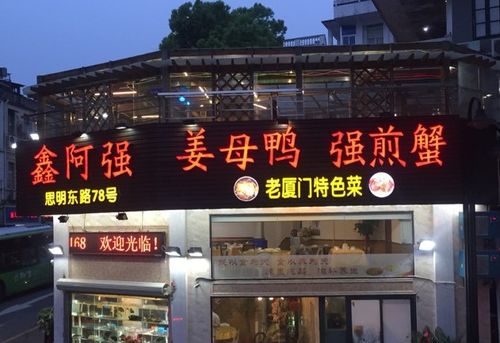 鑫阿强 姜母鸭 强煎蟹
思明东路78号 老厦门特色菜
168 欢迎光临!